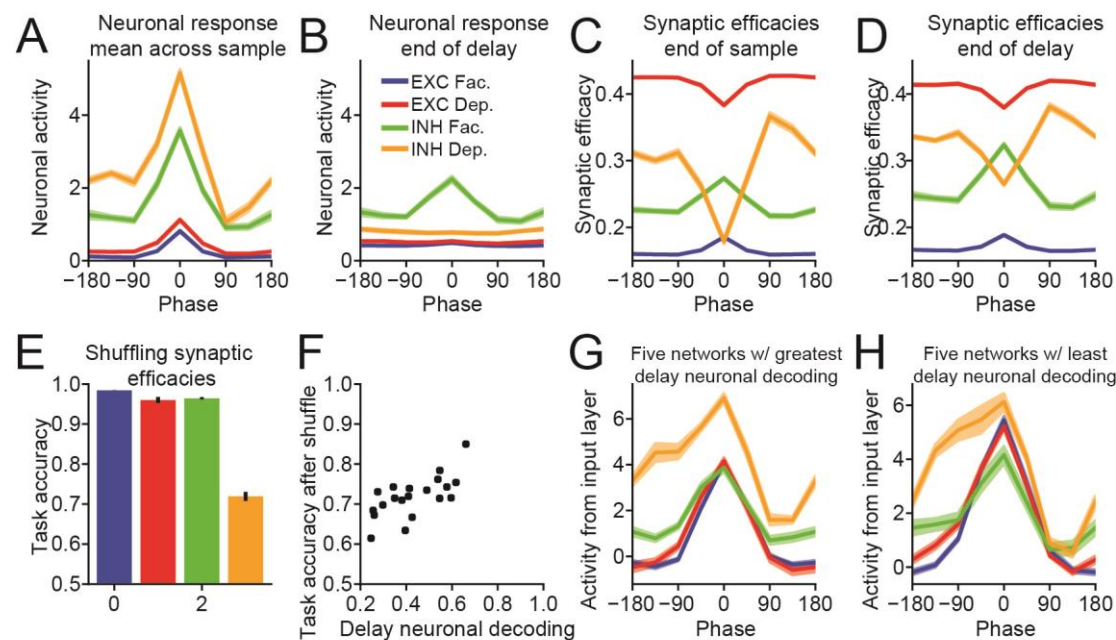 A
Neuronal response
mean across sample
Neuronal activity
4
2
0
−180 −90 0 90 180
Phase
B
Neuronal response
end of delay
EXC Fac.
EXC Dep.
INH Fac.
INH Dep.
Neuronal activity
4
2
0
−180 −90 0 90 180
Phase
C
Synaptic efficacies
end of sample
Synaptic efficacy
0.4
0.3
0.2
−180 −90 0 90 180
Phase
D
Synaptic efficacies
end of delay
Synaptic efficacy
0.4
0.3
0.2
−180 −90 0 90 180
Phase
E
Shuffling synaptic
efficacies
Task accuracy
1.0
0.9
0.8
0.7
0.6
0.5
0 2
F
Task accuracy after shuffle
1.0
0.9
0.8
0.7
0.6
0.5
0.2 0.4 0.6 0.8 1.0
Delay neuronal decoding
G
Five networks w/ greatest
delay neuronal decoding
Activity from input layer
6
4
2
0
−180 −90 0 90 180
Phase
H
Five networks w/ least
delay neuronal decoding
Activity from input layer
6
4
2
0
−180 −90 0 90 180
Phase